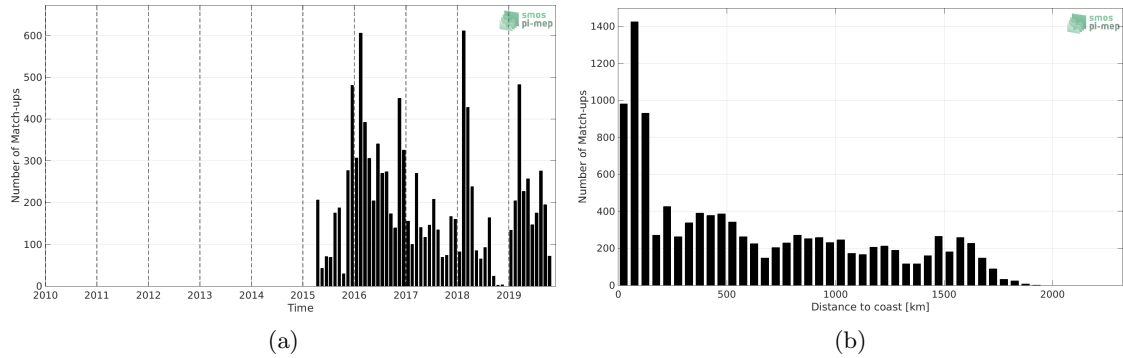 smos
pi-mep
Number of Match-ups
600
500
400
300
200
100
0
2010 2011 2012 2013 2014 2015 2016 2017 2018 2019
Time
(a)
smos
pi-mep
Number of Match-ups
1400
1200
1000
800
600
400
200
0
0 500 1000 1500 2000
Distance to coast [km]
(b)